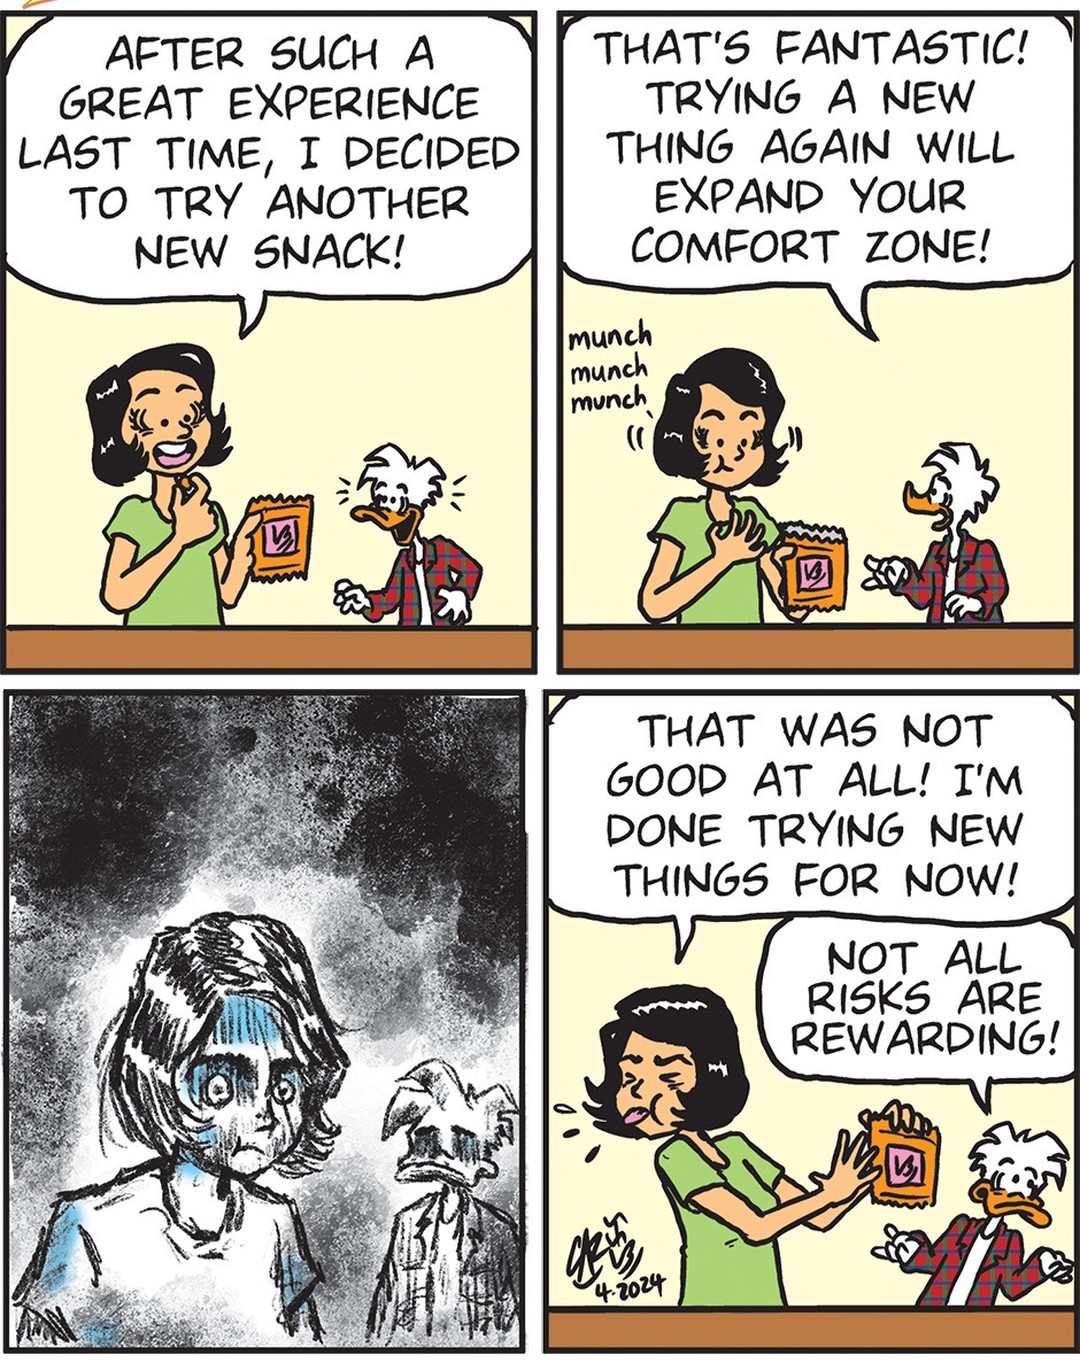 AFTER SUCH A
GREAT EXPERIENCE
LAST TIME, I DECIDED
TO TRY ANOTHER
NEW SNACK!
THAT'S FANTASTIC!
TRYING A NEW
THING AGAIN WILL
EXPAND YOUR
COMFORT ZONE!
munch
munch
munch
THAT WAS NOT
GOOD AT ALL! I'M
DONE TRYING NEW
THINGS FOR NOW!
NOT ALL
RISKS ARE
REWARDING!
4-2024